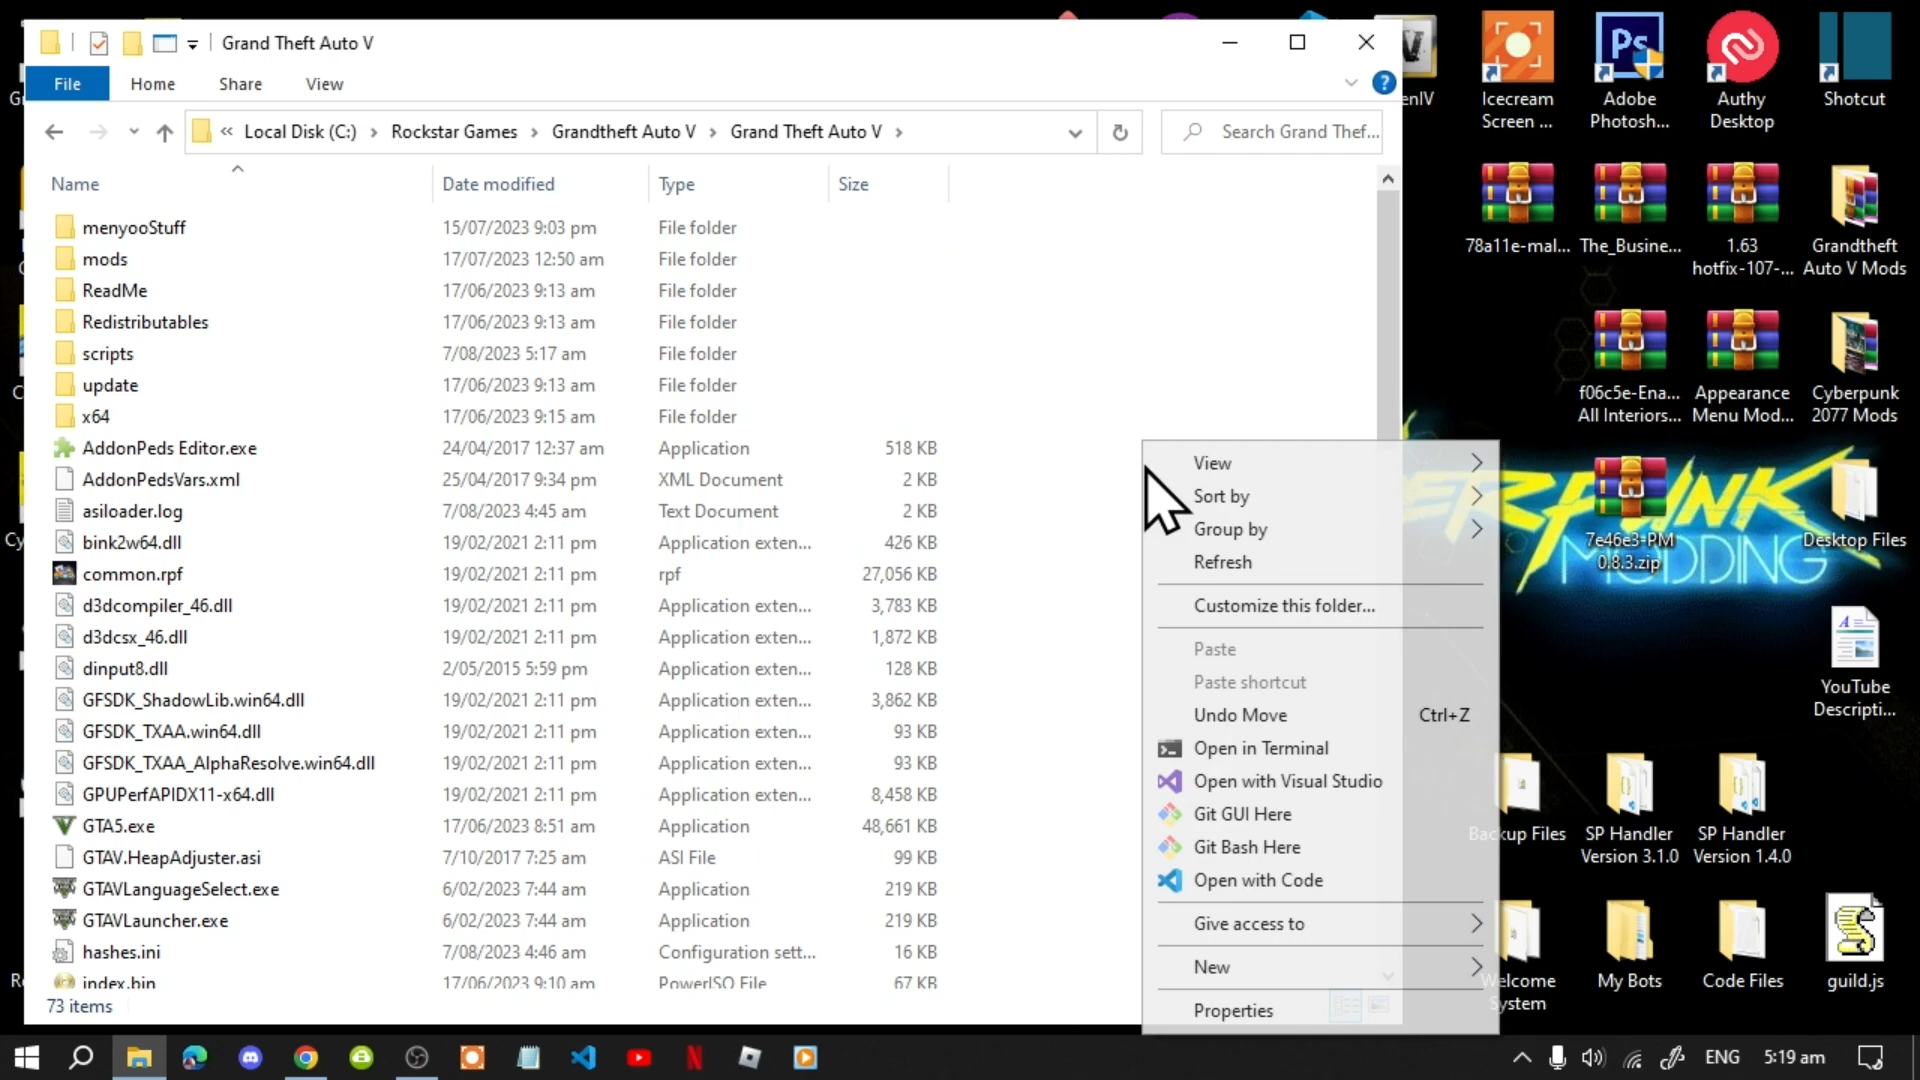 Grand Theft Auto V
File
Home
Share
View
« Local Disk (C:) > Rockstar Games > Grandtheft Auto V > Grand Theft Auto V >
Search Grand Thef...
Name
Date modified
Type
Size
menyooStuff 15/07/2023 9:03 pm File folder
mods 17/07/2023 12:50 am File folder
ReadMe 17/06/2023 9:13 am File folder
Redistributables 17/06/2023 9:13 am File folder
scripts 7/08/2023 5:17 am File folder
update 17/06/2023 9:13 am File folder
x64 17/06/2023 9:15 am File folder
AddonPeds Editor.exe 24/04/2017 12:37 am Application 518 KB
AddonPedsVars.xml 25/04/2017 9:34 pm XML Document 2 KB
asiloader.log 7/08/2023 4:45 am Text Document 2 KB
bink2w64.dll 19/02/2021 2:11 pm Application exten... 426 KB
common.rpf 19/02/2021 2:11 pm rpf 27,056 KB
d3dcompiler_46.dll 19/02/2021 2:11 pm Application exten... 3,783 KB
d3dcsx_46.dll 19/02/2021 2:11 pm Application exten... 1,872 KB
dinput8.dll 2/05/2015 5:59 pm Application exten... 128 KB
GFSDK_ShadowLib.win64.dll 19/02/2021 2:11 pm Application exten... 3,862 KB
GFSDK_TXAA.win64.dll 19/02/2021 2:11 pm Application exten... 93 KB
GFSDK_TXAA_AlphaResolve.win64.dll 19/02/2021 2:11 pm Application exten... 93 KB
GPUPerfAPIDX11-x64.dll 19/02/2021 2:11 pm Application exten... 8,458 KB
GTA5.exe 17/06/2023 8:51 am Application 48,661 KB
GTAV.HeapAdjuster.asi 7/10/2017 7:25 am ASI File 99 KB
GTAVLanguageSelect.exe 6/02/2023 7:44 am Application 219 KB
GTAVLauncher.exe 6/02/2023 7:44 am Application 219 KB
hashes.ini 7/08/2023 4:46 am Configuration sett... 16 KB
index.bin 17/06/2023 9:10 am PowerISO File 67 KB
73 items
View
Sort by
Group by
Refresh
Customize this folder...
Paste
Paste shortcut
Undo Move Ctrl+Z
Open in Terminal
Open with Visual Studio
Git GUI Here
Git Bash Here
Open with Code
Give access to
New
Properties
enIV
Icecream
Screen ...
Ps
Adobe
Photosh...
Authy
Desktop
Shotcut
78a11e-mal...
The_Busine...
1.63
hotfix-107-...
Grandtheft
Auto V Mods
f06c5e-Ena...
All Interiors...
Appearance
Menu Mod...
Cyberpunk
2077 Mods
ERPUNK
MODDING
7e46e3-PM
0.8.3.zip
Desktop Files
YouTube
Descripti...
Backup Files
SP Handler
Version 3.1.0
SP Handler
Version 1.4.0
Welcome
System
My Bots
Code Files
guild.js
ENG
5:19 am